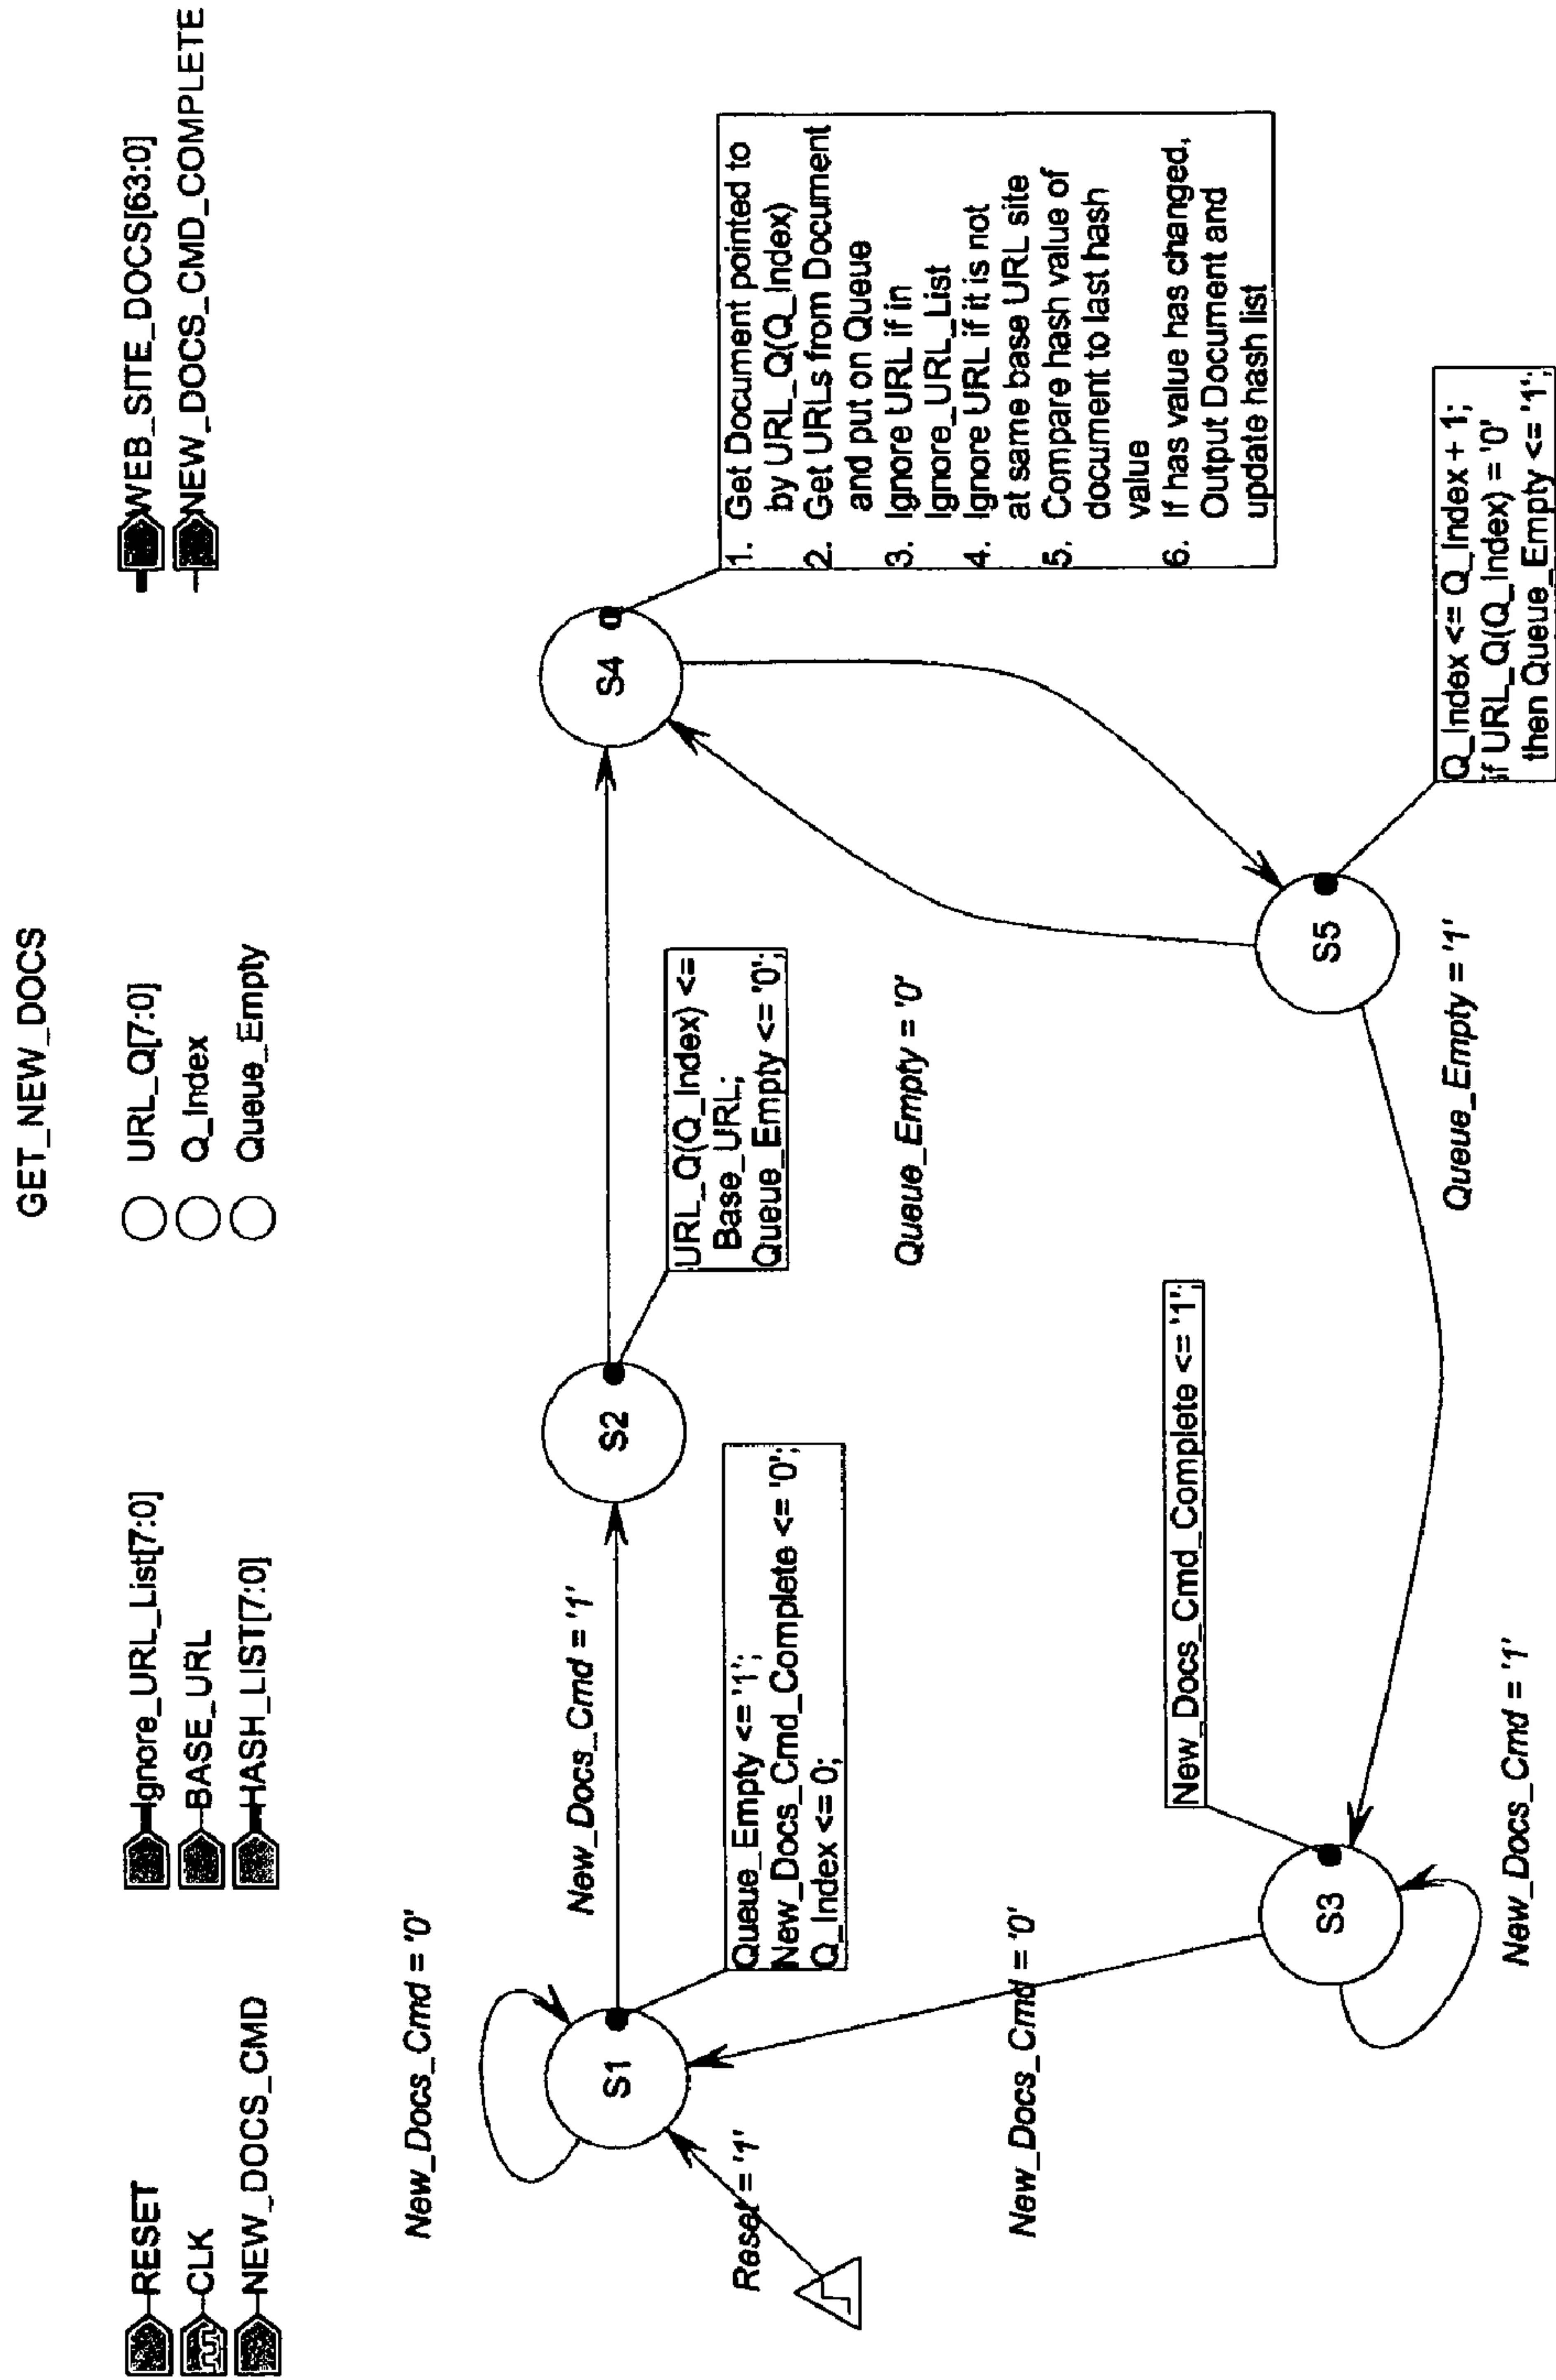 GET_NEW_DOCS
RESET
CLK
NEW_DOCS_CMD
Ignore_URL_List[7:0]
BASE_URL
HASH_LIST[7:0]
URL_Q[7:0]
Q_Index
Queue_Empty
WEB_SITE_DOCS[63:0]
NEW_DOCS_CMD_COMPLETE
New_Docs_Cmd = '0'
Reset = '1'
S1
New_Docs_Cmd = '1'
Queue_Empty <= '1';
New_Docs_Cmd_Complete <= '0';
Q_Index <= 0;
S2
URL_Q(Q_Index) <=
Base_URL;
Queue_Empty <= '0';
S4
1. Get Document pointed to
by URL_Q(Q_Index)
2. Get URLs from Document
and put on Queue
3. Ignore URL if in
Ignore_URL_List
4. Ignore URL if it is not
at same base URL site
5. Compare hash value of
document to last hash
value
6. If has value has changed,
Output Document and
update hash list
Queue_Empty = '0'
New_Docs_Cmd = '0'
New_Docs_Cmd_Complete <= '1';
S3
New_Docs_Cmd = '1'
S5
Queue_Empty = '1'
Q_Index <= Q_Index + 1;
if URL_Q(Q_Index) = '0'
then Queue_Empty <= '1';